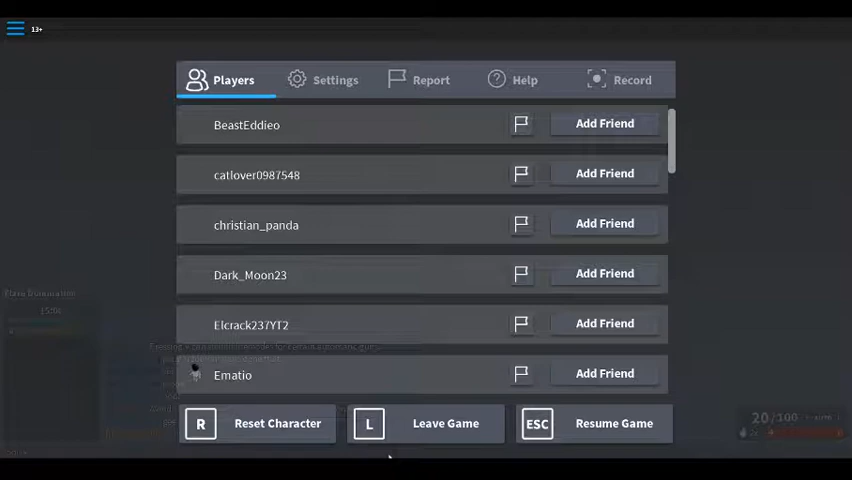 13+
Players Settings Report Help Record
BeastEddieo Add Friend
catlover0987548 Add Friend
christian_panda Add Friend
Dark_Moon23 Add Friend
Elcrack237YT2 Add Friend
Ematio Add Friend
R Reset Character L Leave Game ESC Resume Game
20/100